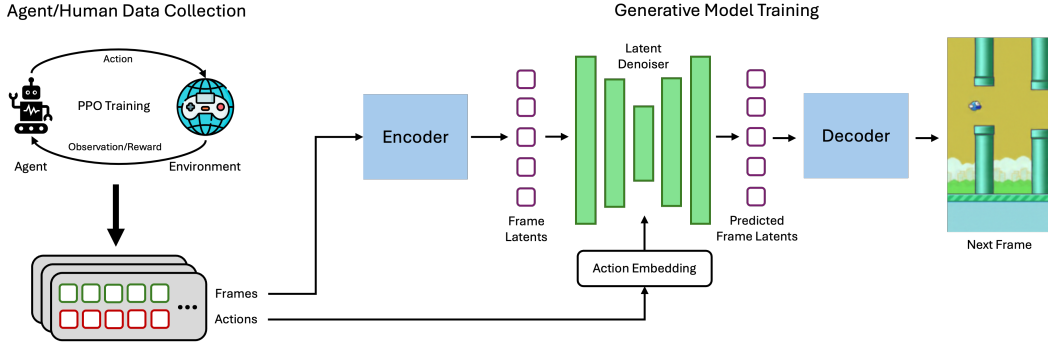 Agent/Human Data Collection
Generative Model Training
Action
PPO Training
Observation/Reward
Agent
Environment
Frames
Actions
Encoder
Frame
Latents
Latent
Denoiser
Action Embedding
Predicted
Frame Latents
Decoder
Next Frame